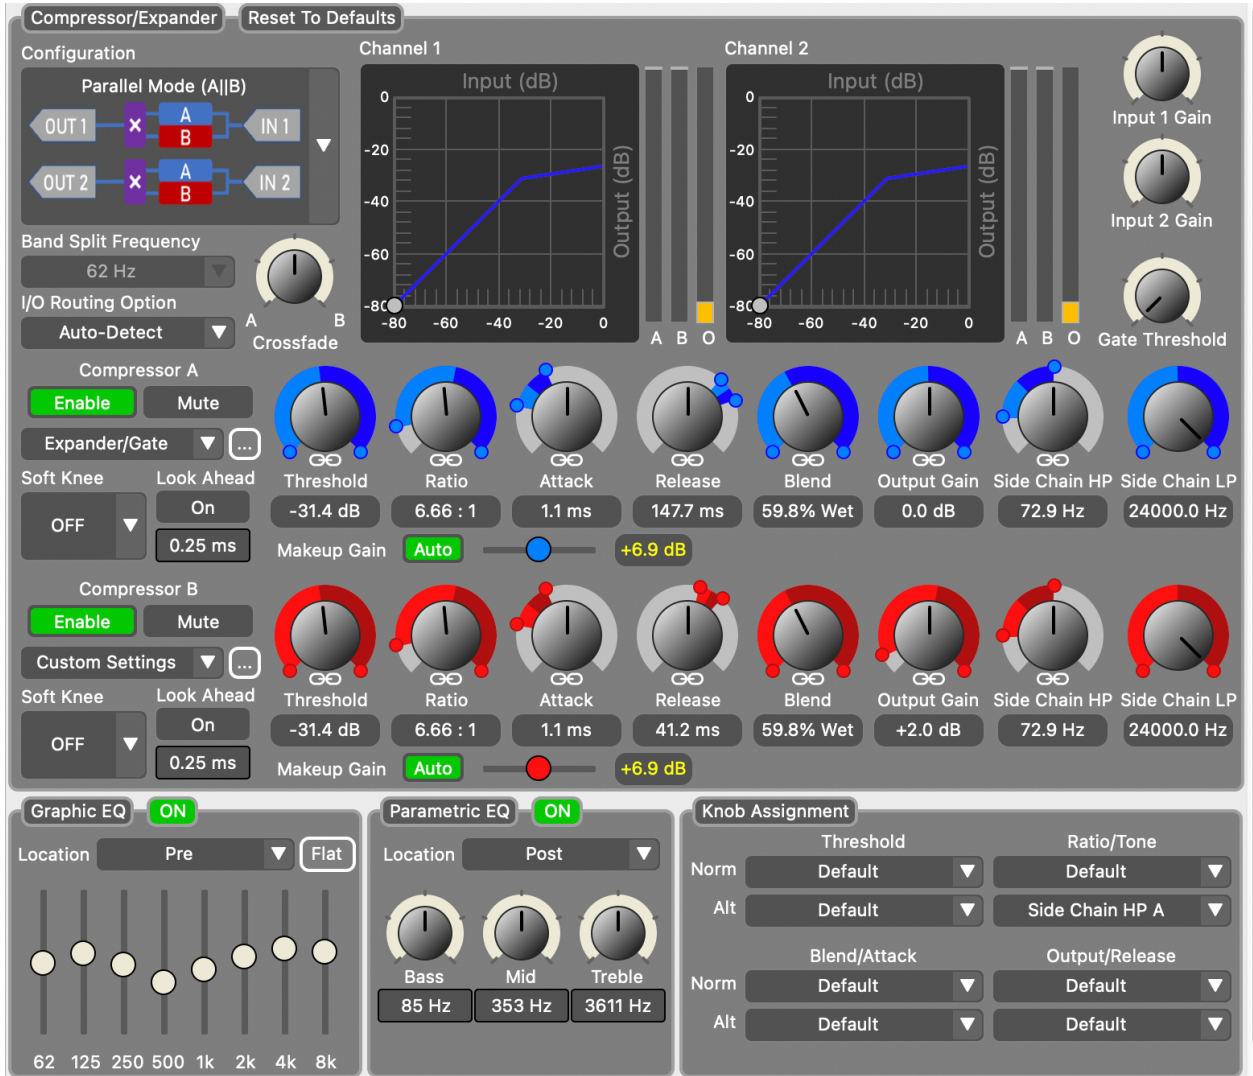 Compressor/Expander Reset To Defaults
Configuration
Parallel Mode (A||B)
OUT 1 × A B IN 1
OUT 2 × A B IN 2
Band Split Frequency
62 Hz
I/O Routing Option
Auto-Detect
A B
Crossfade
Channel 1
Input (dB)
Output (dB)
0
-20
-40
-60
-80
-80 -60 -40 -20 0
A B O
Channel 2
Input (dB)
Output (dB)
0
-20
-40
-60
-80
-80 -60 -40 -20 0
A B O
Input 1 Gain
Input 2 Gain
Gate Threshold
Compressor A
Enable Mute
Expander/Gate ...
Soft Knee Look Ahead
OFF On
0.25 ms
Threshold Ratio Attack Release Blend Output Gain Side Chain HP Side Chain LP
-31.4 dB 6.66 : 1 1.1 ms 147.7 ms 59.8% Wet 0.0 dB 72.9 Hz 24000.0 Hz
Makeup Gain Auto +6.9 dB
Compressor B
Enable Mute
Custom Settings ...
Soft Knee Look Ahead
OFF On
0.25 ms
Threshold Ratio Attack Release Blend Output Gain Side Chain HP Side Chain LP
-31.4 dB 6.66 : 1 1.1 ms 41.2 ms 59.8% Wet +2.0 dB 72.9 Hz 24000.0 Hz
Makeup Gain Auto +6.9 dB
Graphic EQ ON
Location Pre Flat
62 125 250 500 1k 2k 4k 8k
Parametric EQ ON
Location Post
Bass Mid Treble
85 Hz 353 Hz 3611 Hz
Knob Assignment
Threshold Ratio/Tone
Norm Default Default
Alt Default Side Chain HP A
Blend/Attack Output/Release
Norm Default Default
Alt Default Default